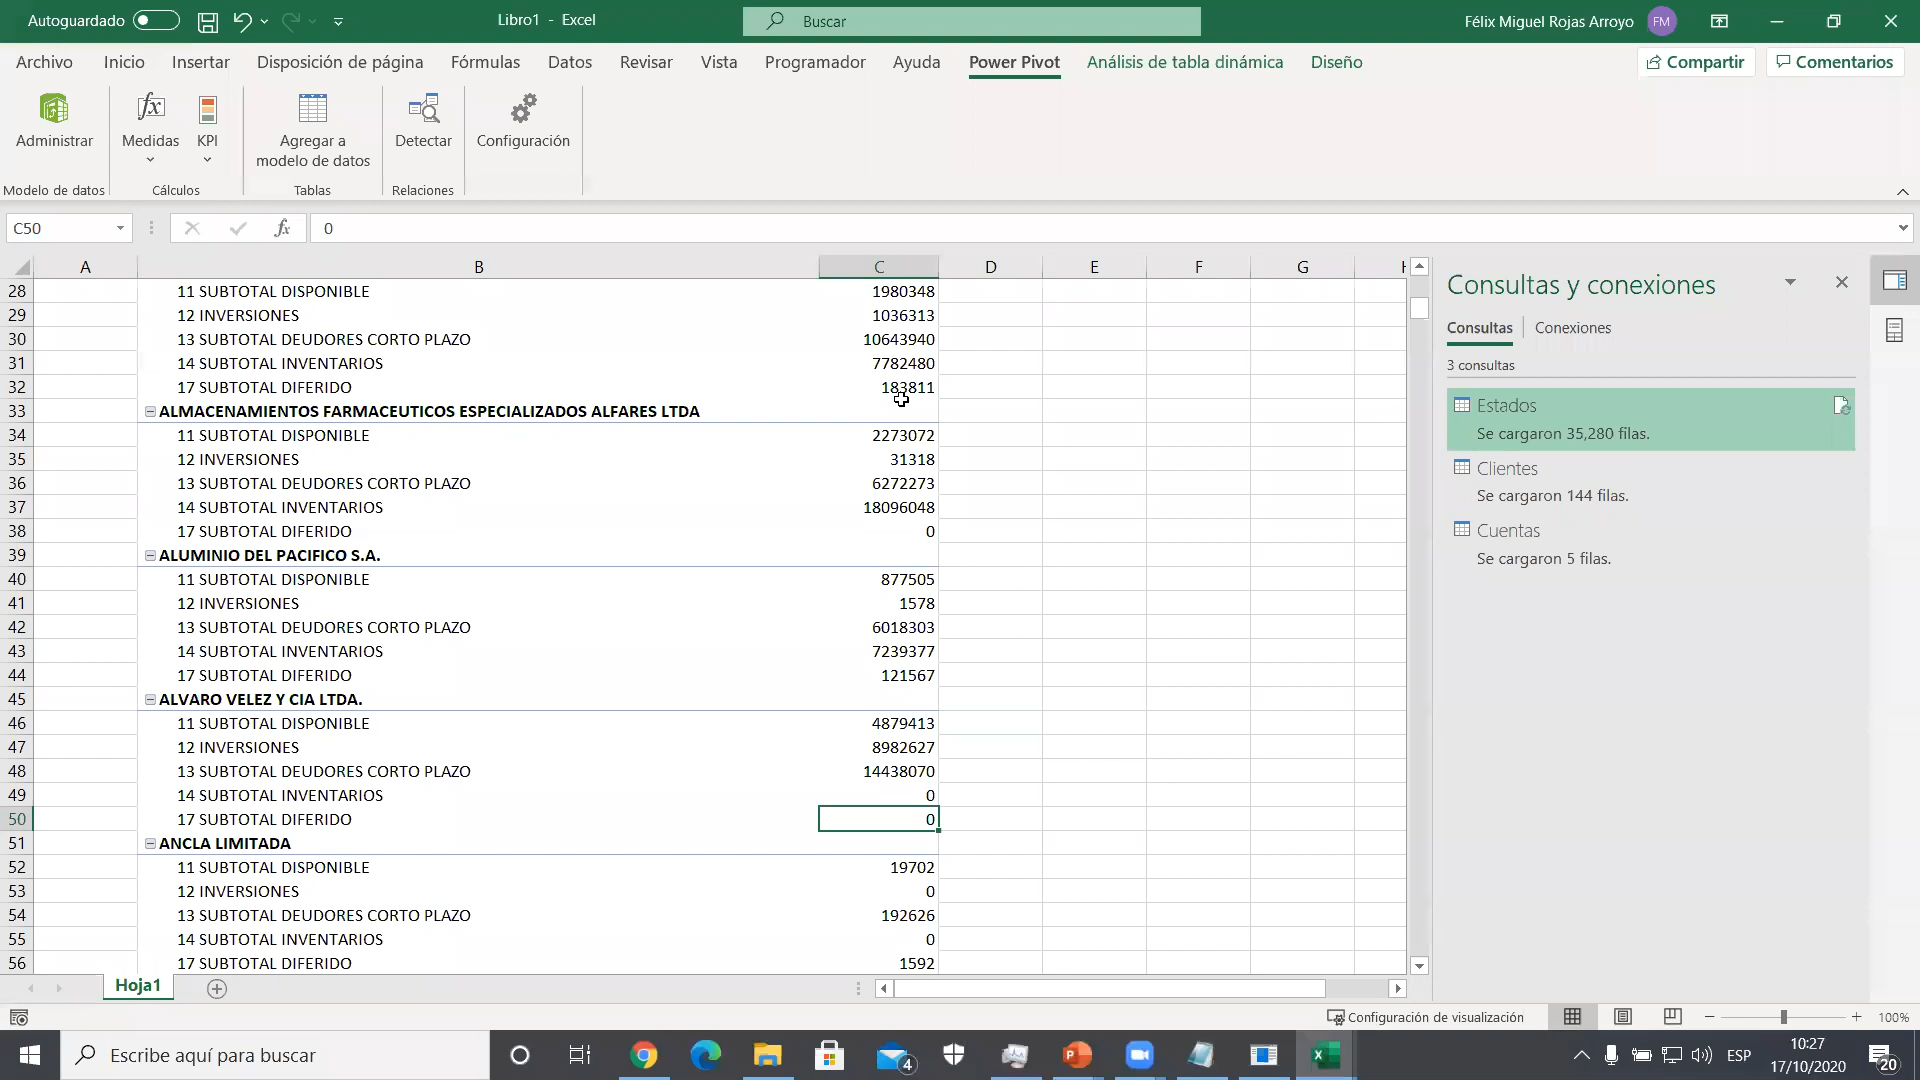 Autoguardado
Libro1 - Excel
Buscar
Félix Miguel Rojas Arroyo FM
Archivo Inicio Insertar Disposición de página Fórmulas Datos Revisar Vista Programador Ayuda Power Pivot Análisis de tabla dinámica Diseño Compartir Comentarios
Administrar Medidas KPI Agregar a Detectar Configuración
modelo de datos
Modelo de datos Cálculos Tablas Relaciones
C50 fx 0
A B C D E F G
28 11 SUBTOTAL DISPONIBLE 1980348
29 12 INVERSIONES 1036313
30 13 SUBTOTAL DEUDORES CORTO PLAZO 10643940
31 14 SUBTOTAL INVENTARIOS 7782480
32 17 SUBTOTAL DIFERIDO 183811
33 ALMACENAMIENTOS FARMACEUTICOS ESPECIALIZADOS ALFARES LTDA
34 11 SUBTOTAL DISPONIBLE 2273072
35 12 INVERSIONES 31318
36 13 SUBTOTAL DEUDORES CORTO PLAZO 6272273
37 14 SUBTOTAL INVENTARIOS 18096048
38 17 SUBTOTAL DIFERIDO 0
39 ALUMINIO DEL PACIFICO S.A.
40 11 SUBTOTAL DISPONIBLE 877505
41 12 INVERSIONES 1578
42 13 SUBTOTAL DEUDORES CORTO PLAZO 6018303
43 14 SUBTOTAL INVENTARIOS 7239377
44 17 SUBTOTAL DIFERIDO 121567
45 ALVARO VELEZ Y CIA LTDA.
46 11 SUBTOTAL DISPONIBLE 4879413
47 12 INVERSIONES 8982627
48 13 SUBTOTAL DEUDORES CORTO PLAZO 14438070
49 14 SUBTOTAL INVENTARIOS 0
50 17 SUBTOTAL DIFERIDO 0
51 ANCLA LIMITADA
52 11 SUBTOTAL DISPONIBLE 19702
53 12 INVERSIONES 0
54 13 SUBTOTAL DEUDORES CORTO PLAZO 192626
55 14 SUBTOTAL INVENTARIOS 0
56 17 SUBTOTAL DIFERIDO 1592
Consultas y conexiones
Consultas Conexiones
3 consultas
Estados
Se cargaron 35,280 filas.
Clientes
Se cargaron 144 filas.
Cuentas
Se cargaron 5 filas.
Hoja1
Configuración de visualización
100%
Escribe aquí para buscar
4
ESP
10:27
17/10/2020
20